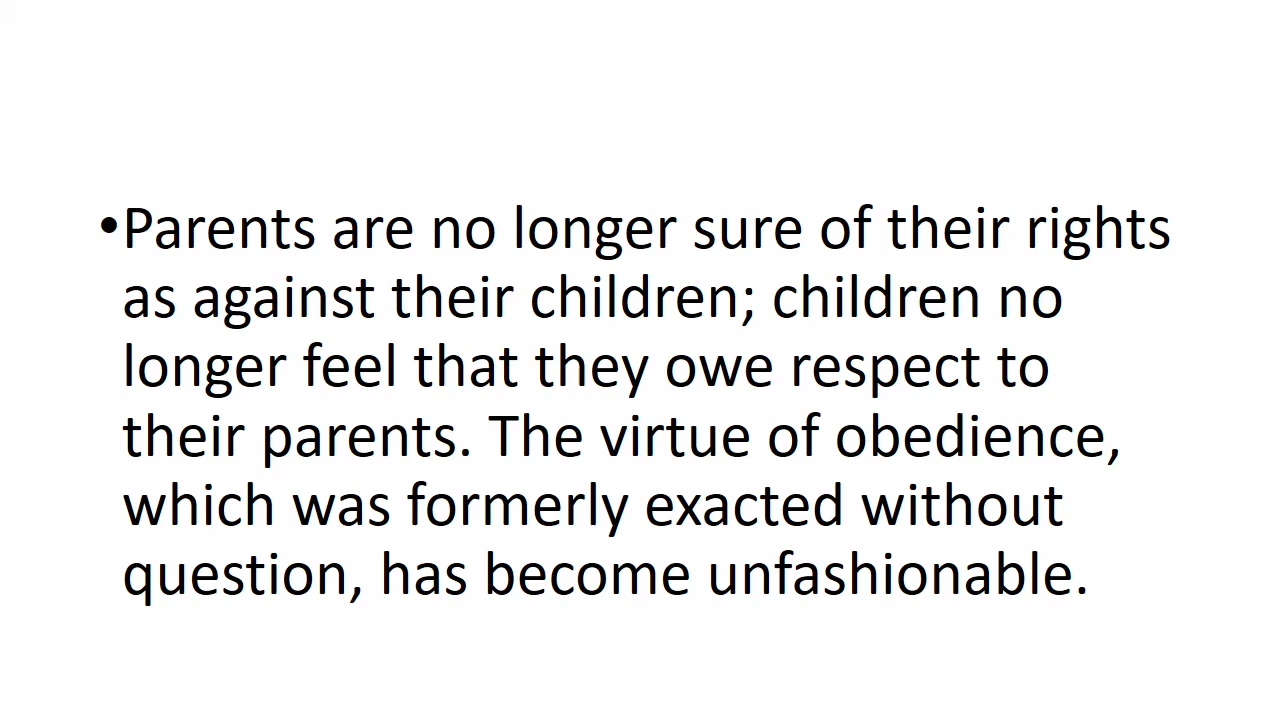 •Parents are no longer sure of their rights
as against their children; children no
longer feel that they owe respect to
their parents. The virtue of obedience,
which was formerly exacted without
question, has become unfashionable.